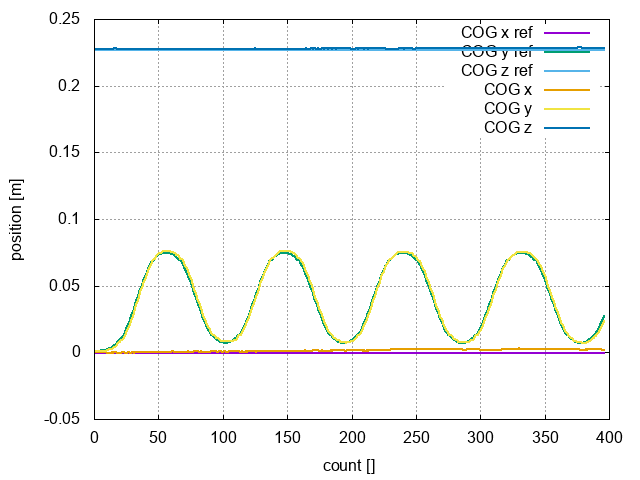 0.25
0.2
0.15
0.1
0.05
0
-0.05
position [m]
COG x ref
COG y ref
COG z ref
COG x
COG y
COG z
0 50 100 150 200 250 300 350 400
count []